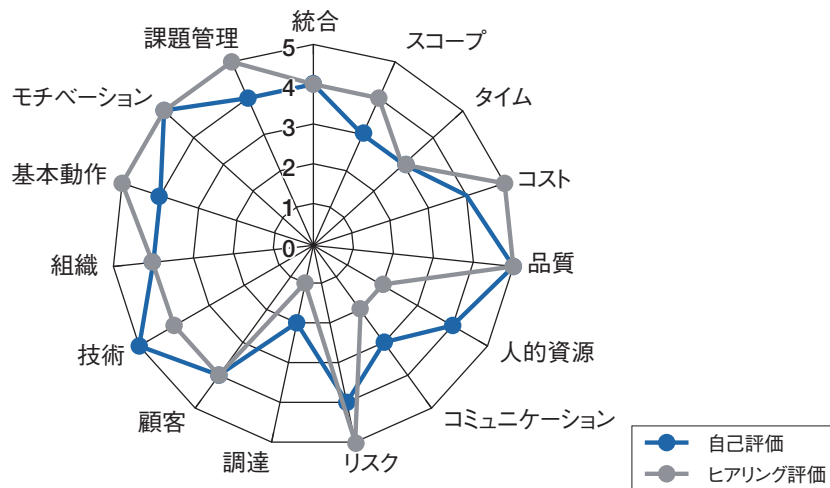 統合
スコープ
タイム
コスト
品質
人的資源
コミュニケーション
リスク
調達
顧客
技術
組織
基本動作
モチベーション
課題管理
5
4
3
2
1
0
自己評価
ヒアリング評価